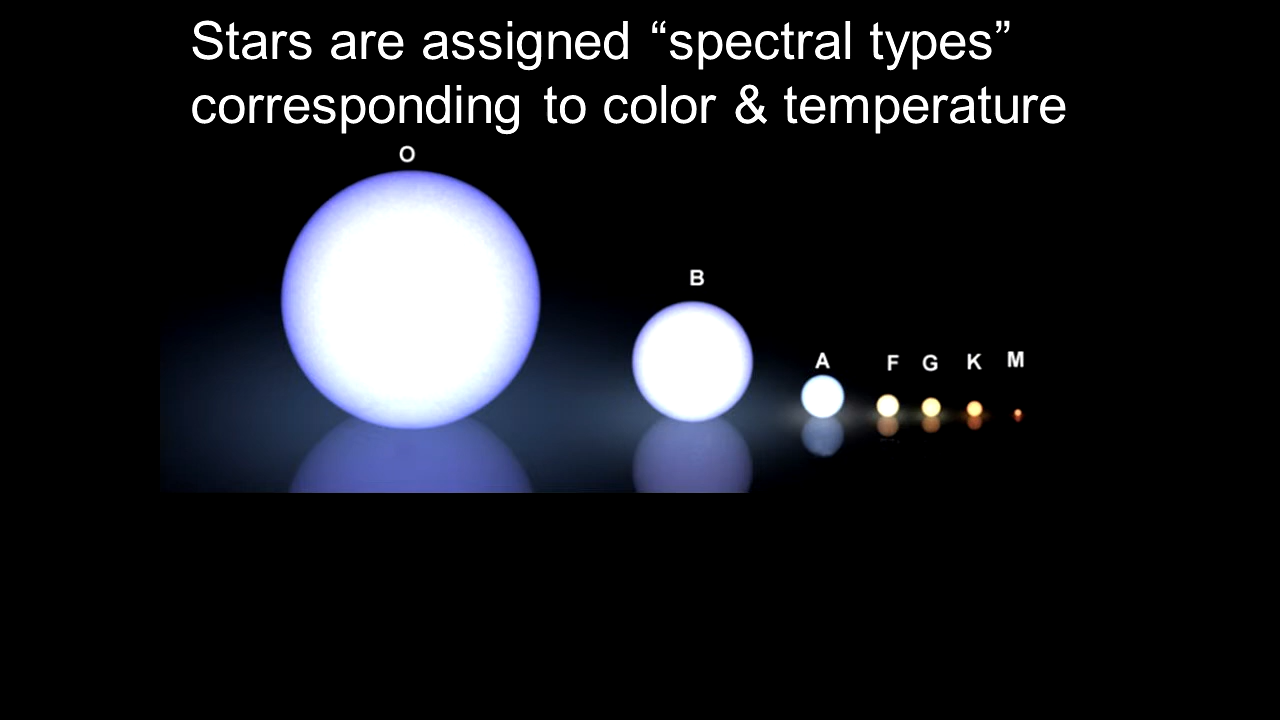 Stars are assigned “spectral types”
corresponding to color & temperature
O
B
A F G K M